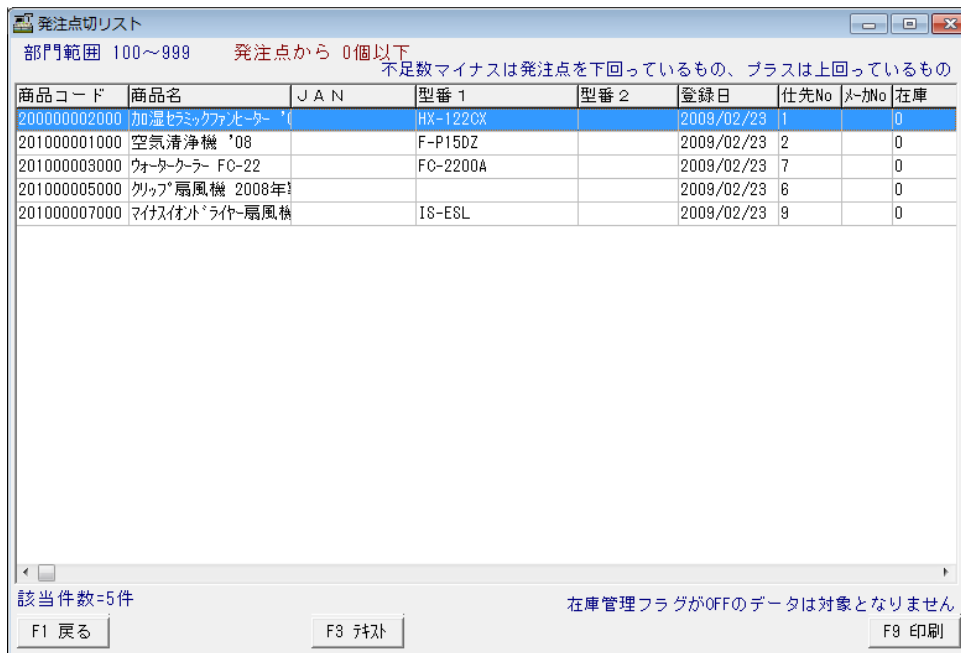 発注点切リスト
部門範囲 100～999 発注点から 0個以下
不足数マイナスは発注点を下回っているもの、プラスは上回っているもの
商品コード 商品名 ＪＡＮ 型番１ 型番２ 登録日 仕先No ﾒｰｶNo 在庫
200000002000 加湿ｾﾗﾐｯｸﾌｧﾝﾋｰﾀｰ '( HX-122CX 2009/02/23 1 0
201000001000 空気清浄機 '08 F-P15DZ 2009/02/23 2 0
201000003000 ｳｫｰﾀｰｸｰﾗｰ FC-22 FC-2200A 2009/02/23 7 0
201000005000 ｸﾘｯﾌﾟ扇風機 2008年 2009/02/23 6 0
201000007000 ﾏｲﾅｽｲｵﾝﾄﾞﾗｲﾔｰ扇風機 IS-ESL 2009/02/23 9 0
該当件数=5件
在庫管理フラグがOFFのデータは対象となりません
F1 戻る F3 ﾃｷｽﾄ F9 印刷